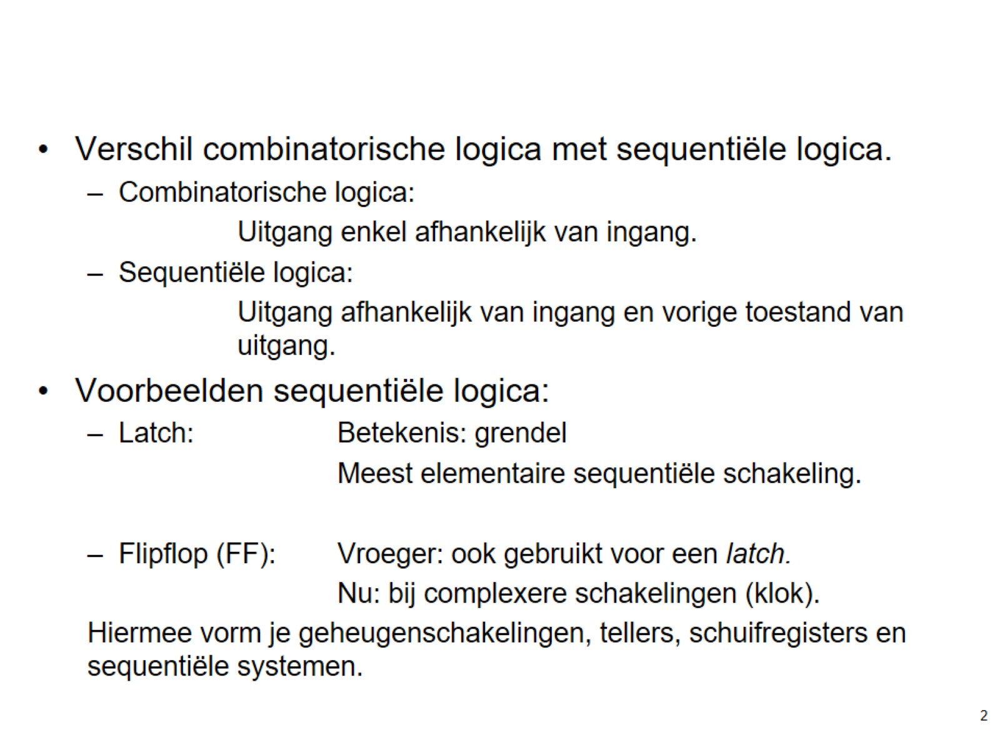 • Verschil combinatorische logica met sequentiële logica.
– Combinatorische logica:
Uitgang enkel afhankelijk van ingang.
– Sequentiële logica:
Uitgang afhankelijk van ingang en vorige toestand van
uitgang.
• Voorbeelden sequentiële logica:
– Latch: Betekenis: grendel
Meest elementaire sequentiële schakeling.
– Flipflop (FF): Vroeger: ook gebruikt voor een latch.
Nu: bij complexere schakelingen (klok).
Hiermee vorm je geheugenschakelingen, tellers, schuifregisters en
sequentiële systemen.
2